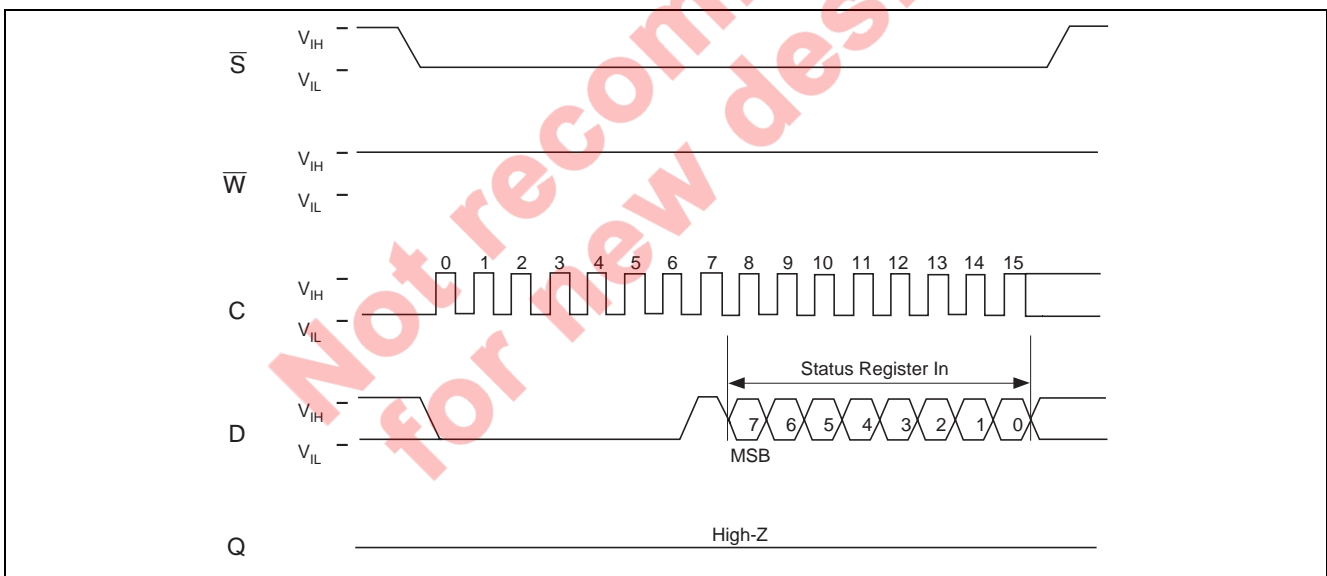 Not recom
for new desi
S̅
V_IH
V_IL
W̅
V_IH
V_IL
C
V_IH
V_IL
0 1 2 3 4 5 6 7 8 9 10 11 12 13 14 15
Status Register In
D
V_IH
V_IL
7 6 5 4 3 2 1 0
MSB
Q
High-Z